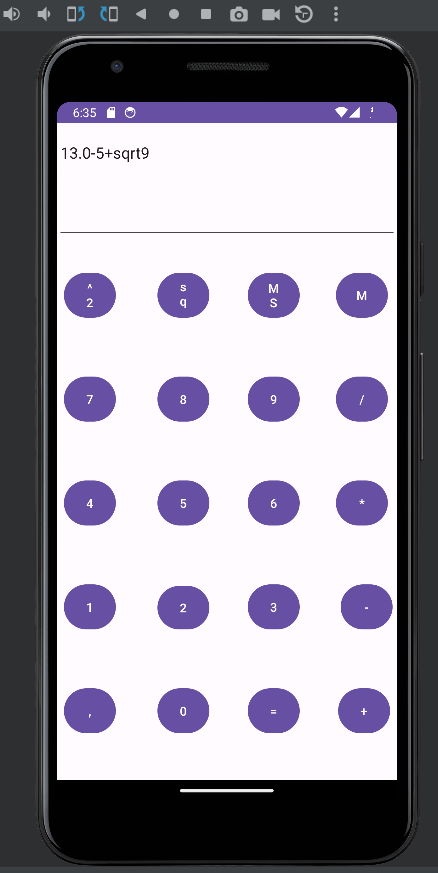 6:35
13.0-5+sqrt9
^
2
s
q
M
S
M
7 8 9 /
4 5 6 *
1 2 3 -
, 0 = +